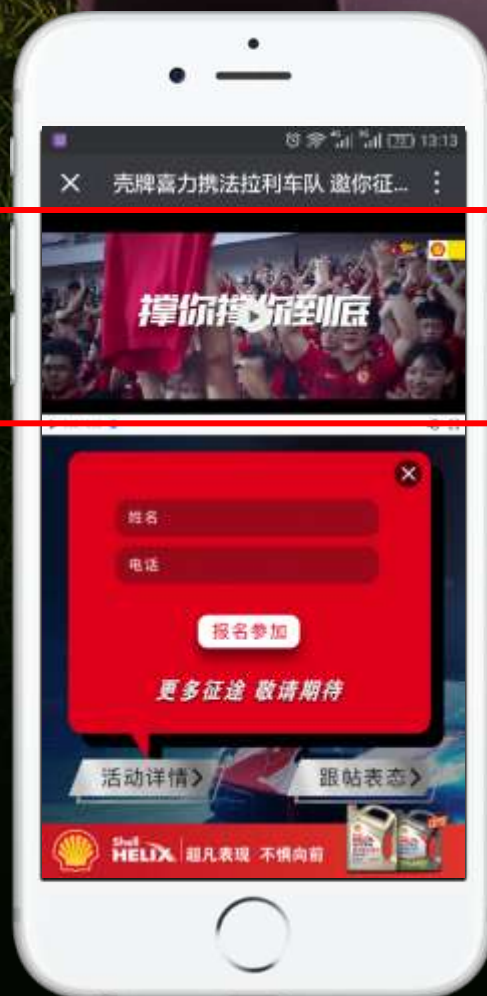 13:13
壳牌喜力携法拉利车队 邀你征...
撑你撑你到底
姓名
电话
报名参加
更多征途 敬请期待
活动详情
跟帖表态
Shell
HELIX 超凡表现 不惧向前